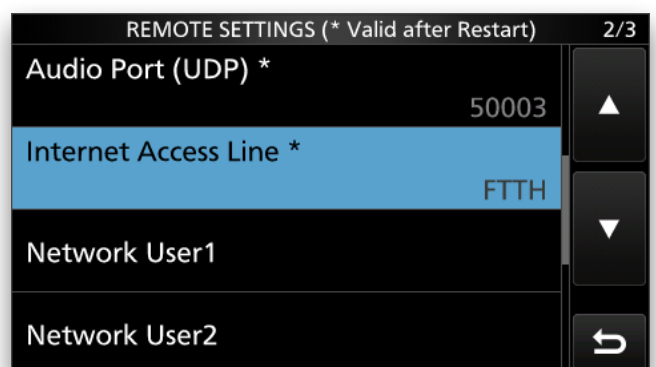 REMOTE SETTINGS (* Valid after Restart) 2/3
Audio Port (UDP) *
50003
Internet Access Line *
FTTH
Network User1
Network User2